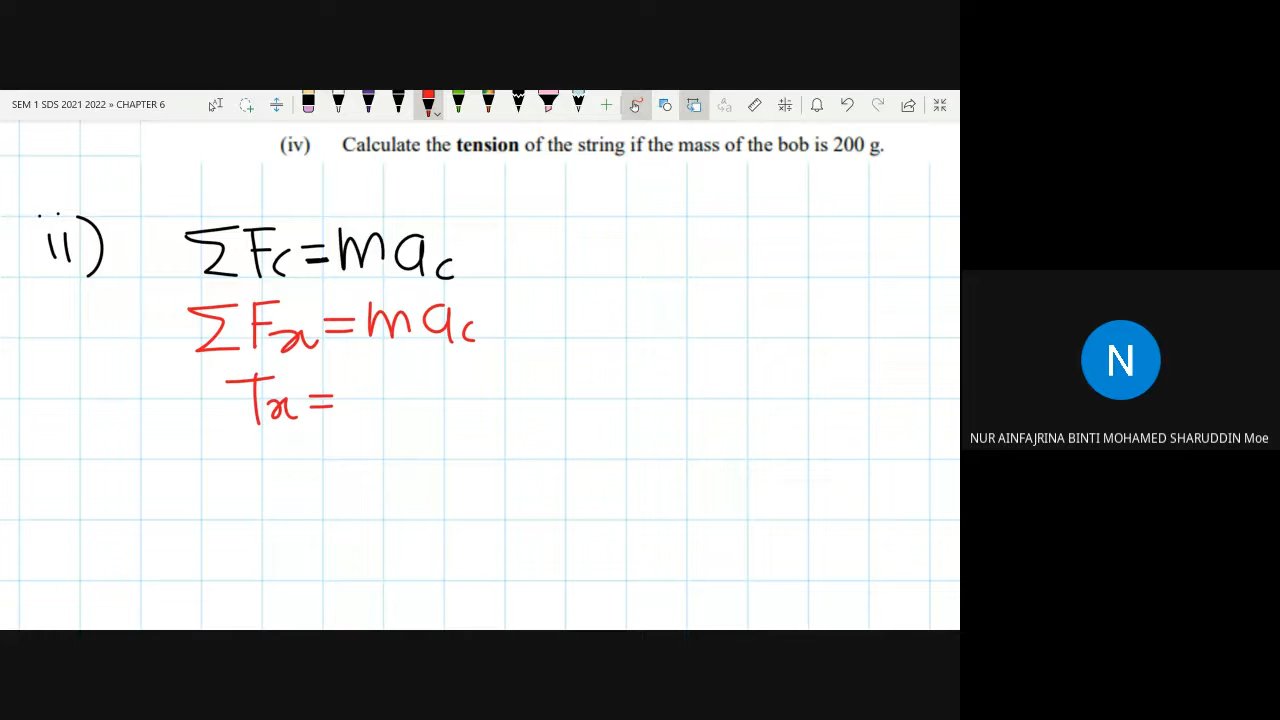 SEM 1 SDS 2021 2022 » CHAPTER 6
(iv) Calculate the tension of the string if the mass of the bob is 200 g.
ii) ΣFc = mac
ΣFx = mac
Tx =
N
NUR AINFAJRINA BINTI MOHAMED SHARUDDIN Moe